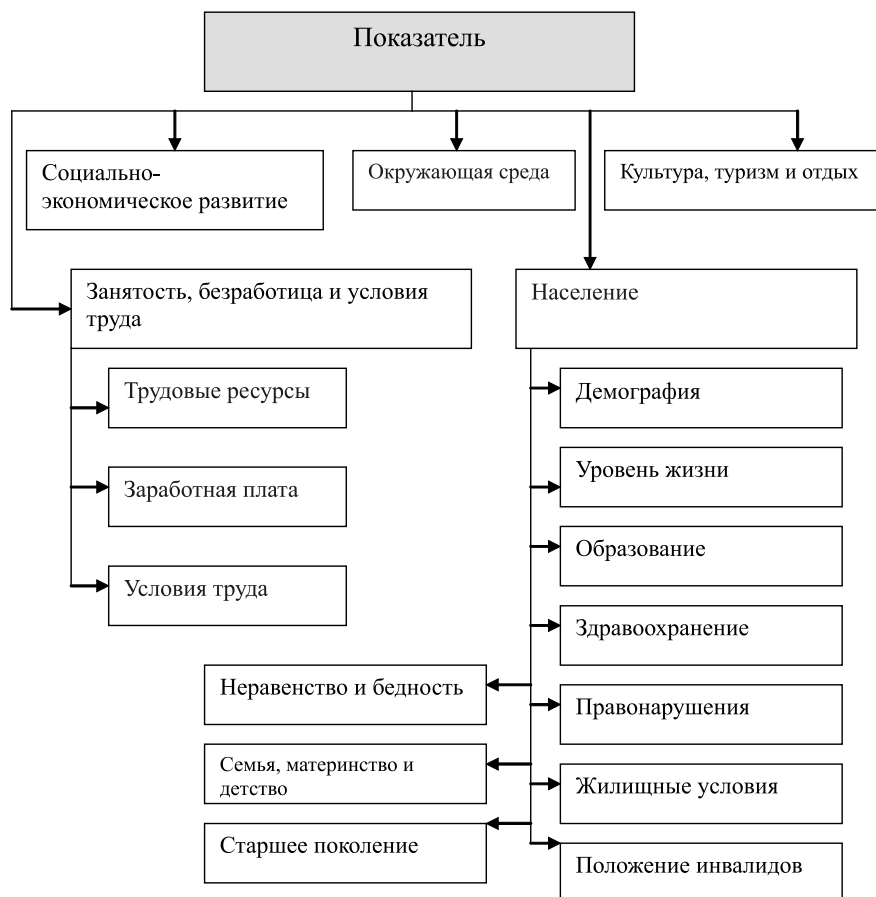 Показатель
Социально-
экономическое развитие
Окружающая среда
Культура, туризм и отдых
Занятость, безработица и условия
труда
Население
Трудовые ресурсы
Заработная плата
Условия труда
Демография
Уровень жизни
Образование
Здравоохранение
Неравенство и бедность
Правонарушения
Семья, материнство и
детство
Жилищные условия
Старшее поколение
Положение инвалидов